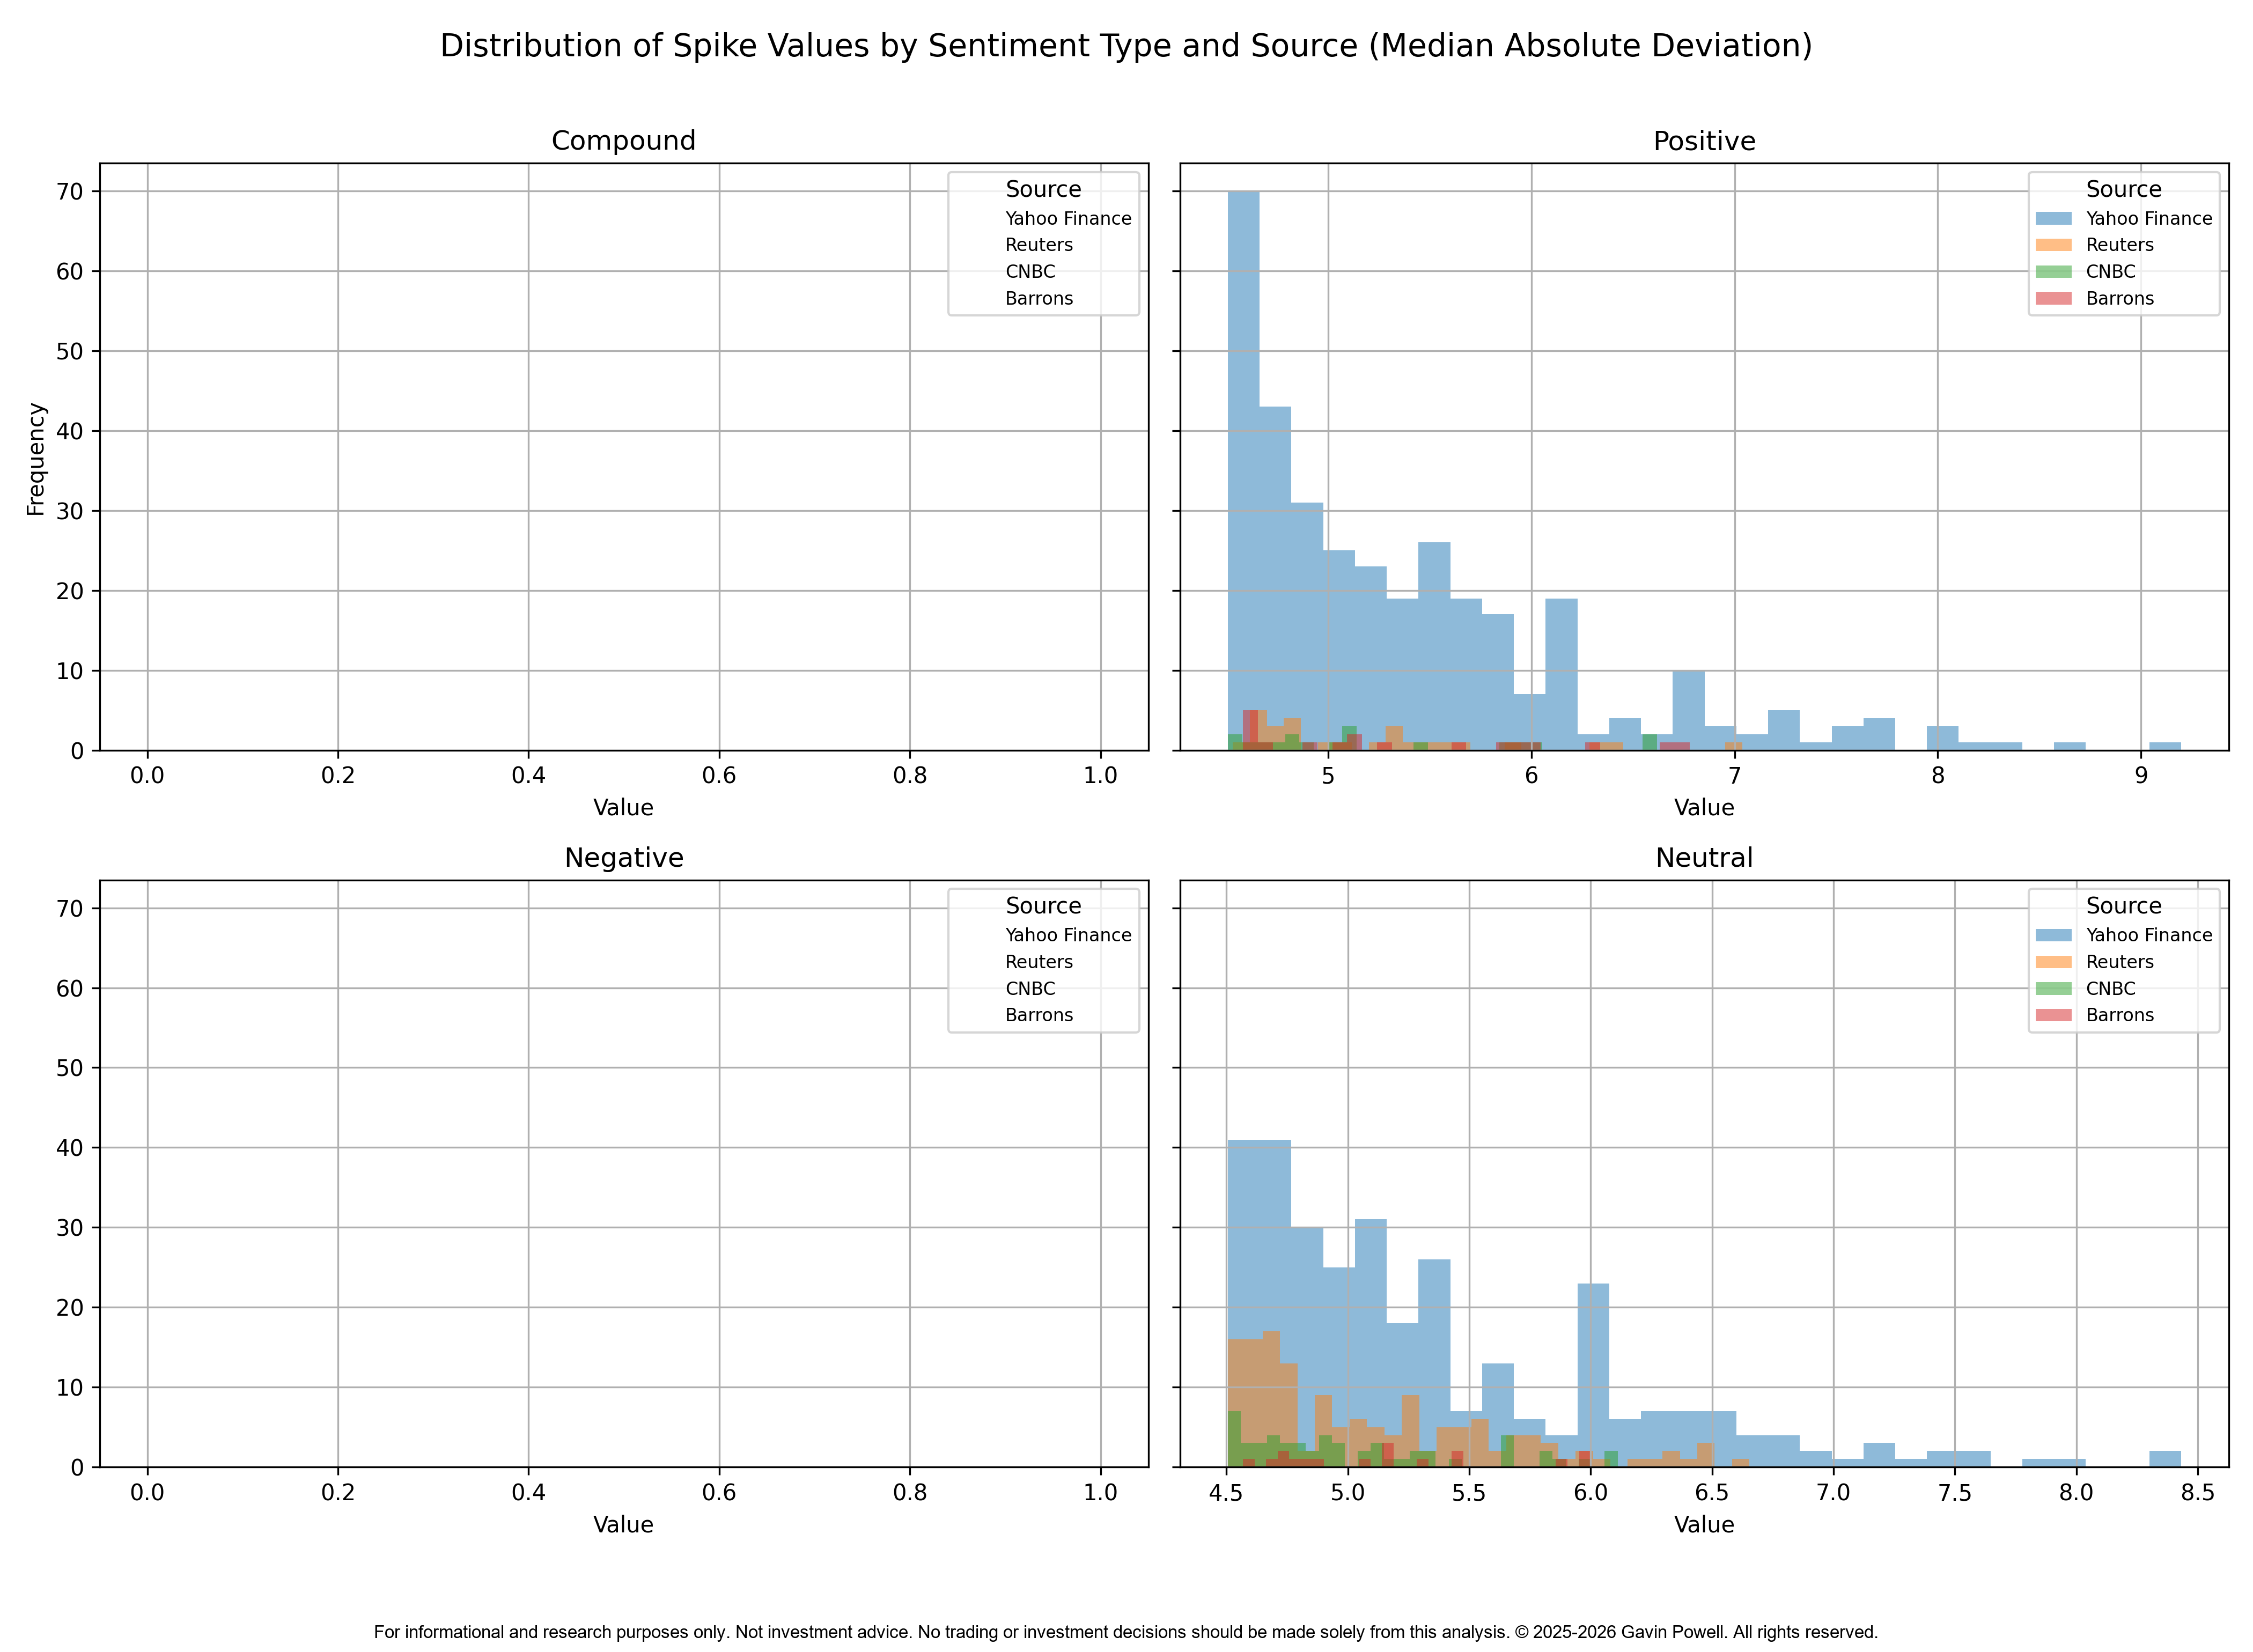 Distribution of Spike Values by Sentiment Type and Source (Median Absolute Deviation)
Compound
Frequency
70
60
50
40
30
20
10
0
0.0 0.2 0.4 0.6 0.8 1.0
Value
Source
Yahoo Finance
Reuters
CNBC
Barrons
Positive
5 6 7 8 9
Value
Source
Yahoo Finance
Reuters
CNBC
Barrons
Negative
70
60
50
40
30
20
10
0
0.0 0.2 0.4 0.6 0.8 1.0
Value
Source
Yahoo Finance
Reuters
CNBC
Barrons
Neutral
4.5 5.0 5.5 6.0 6.5 7.0 7.5 8.0 8.5
Value
Source
Yahoo Finance
Reuters
CNBC
Barrons
For informational and research purposes only. Not investment advice. No trading or investment decisions should be made solely from this analysis. © 2025-2026 Gavin Powell. All rights reserved.